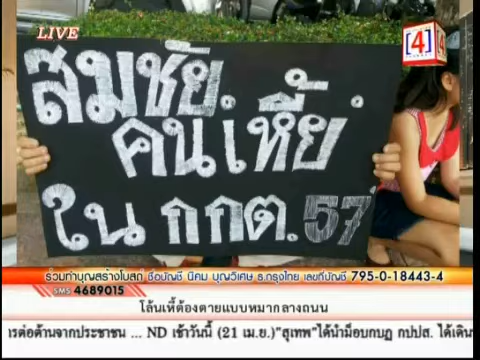 LIVE
[4]
4
สมชัย
คนเหี้ย
ใน กกต. 57
ร่วมทำบุญสร้างโบสถ ชื่อบัญชี นิคม บุญวิเศษ ธ.กรุงไทย เลขที่บัญชี 795-0-18443-4
SMS 4689015
โล้นเหี้ต้องตายแบบหมากลางถนน
ารต่อต้านจากประชาชน ... ND เช้าวันนี้ (21 เม.ย.)"สุเทพ"ได้นำม็อบกบฏ กปปส. ได้เดิน